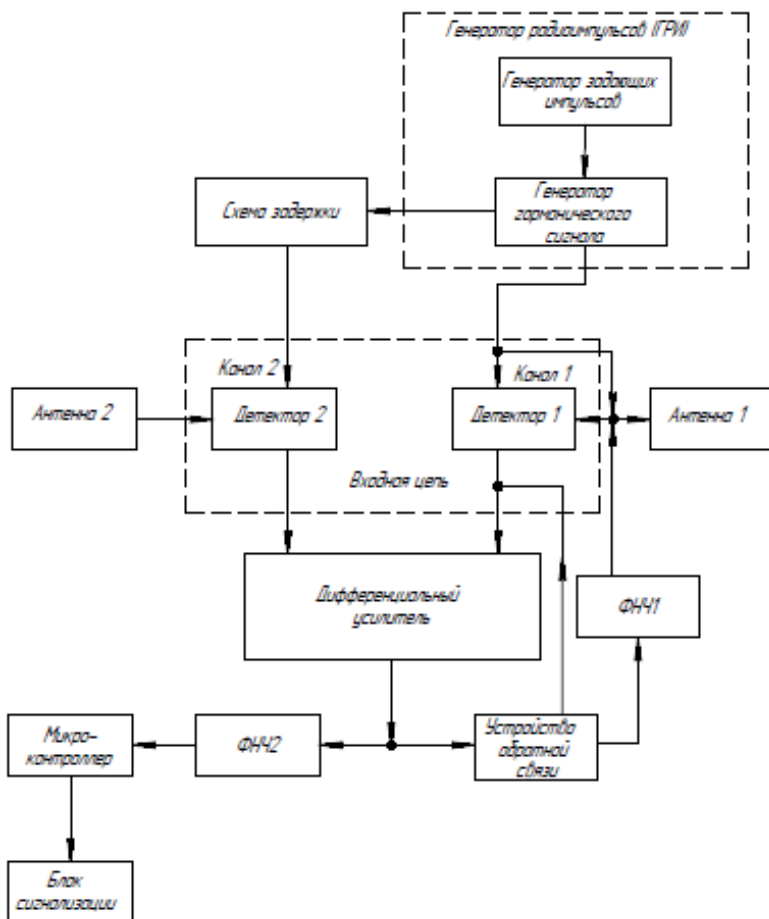 Генератор радиоимпульсов (ГРИ)
Генератор задающих
импульсов
Схема задержки
Генератор
гармонического
сигнала
Канал 2
Канал 1
Антенна 2
Детектор 2
Детектор 1
Антенна 1
Входная цепь
Дифференциальный
усилитель
ФНЧ1
Микро-
контроллер
ФНЧ2
Устройство
обратной
связи
Блок
сигнализации